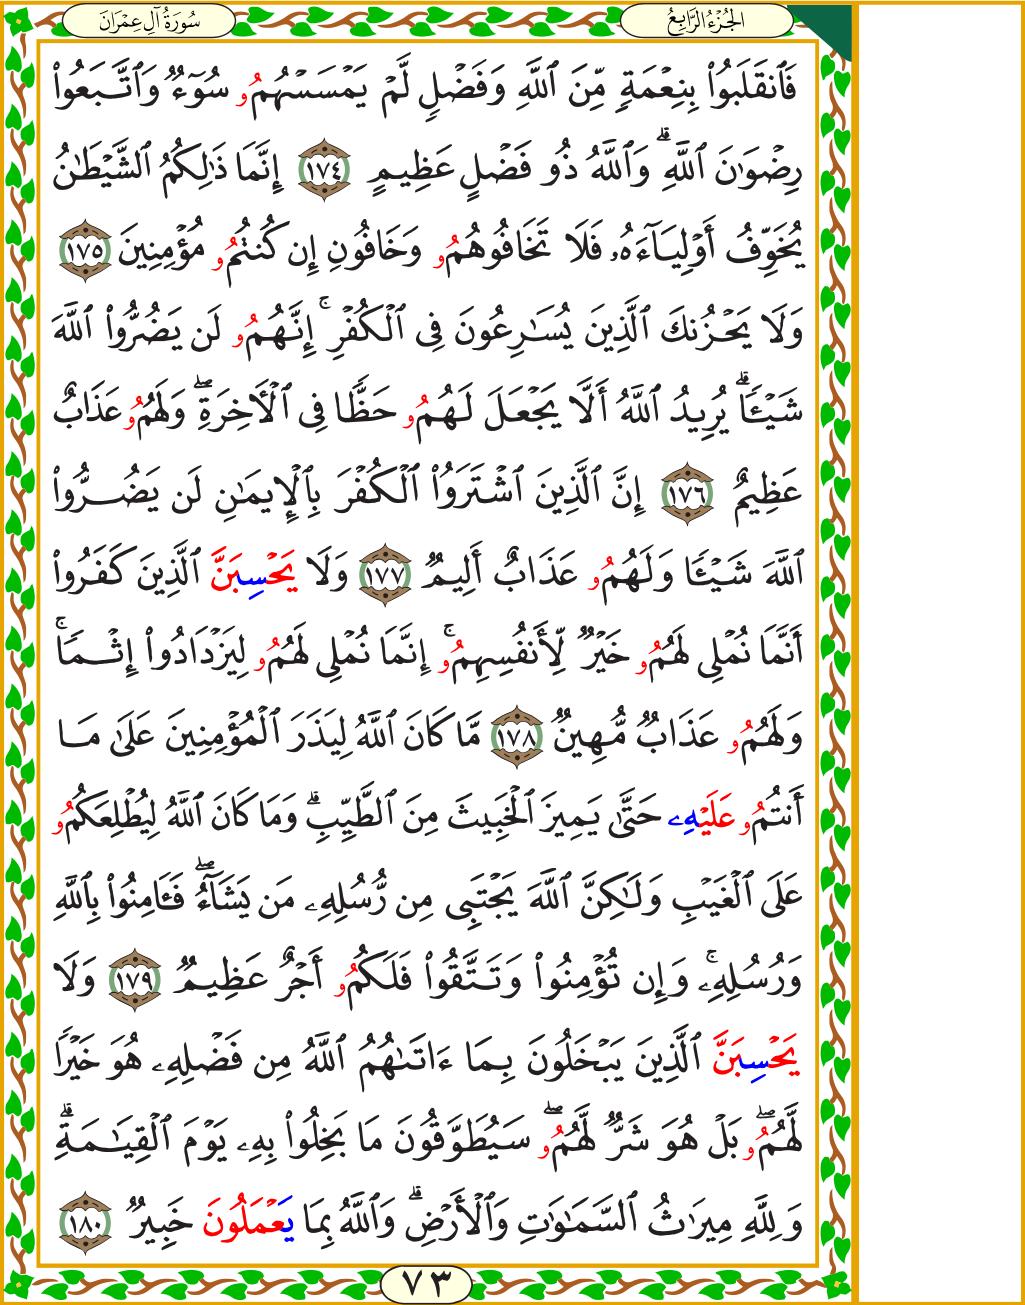 الجُزْءُ الرَّابِعُ
سُورَةُ آلِ عِمْرَانَ
فَٱنقَلَبُوا۟ بِنِعْمَةٍ مِّنَ ٱللَّهِ وَفَضْلٍ لَّمْ يَمْسَسْهُمُۥ سُوٓءٌ وَٱتَّبَعُوا۟
رِضْوَٰنَ ٱللَّهِ ۗ وَٱللَّهُ ذُو فَضْلٍ عَظِيمٍ ١٧٤ إِنَّمَا ذَٰلِكُمُ ٱلشَّيْطَـٰنُ
يُخَوِّفُ أَوْلِيَآءَهُۥ فَلَا تَخَافُوهُمُۥ وَخَافُونِ إِن كُنتُمُۥ مُؤْمِنِينَ ١٧٥
وَلَا يَحْزُنكَ ٱلَّذِينَ يُسَـٰرِعُونَ فِى ٱلْكُفْرِ ۚ إِنَّهُمُۥ لَن يَضُرُّوا۟ ٱللَّهَ
شَيْـًٔا ۗ يُرِيدُ ٱللَّهُ أَلَّا يَجْعَلَ لَهُمُۥ حَظًّا فِى ٱلْـَٔاخِرَةِ ۖ وَلَهُمُۥ عَذَابٌ
عَظِيمٌ ١٧٦ إِنَّ ٱلَّذِينَ ٱشْتَرَوُا۟ ٱلْكُفْرَ بِٱلْإِيمَـٰنِ لَن يَضُرُّوا۟
ٱللَّهَ شَيْـًٔا وَلَهُمُۥ عَذَابٌ أَلِيمٌ ١٧٧ وَلَا يَحْسِبَنَّ ٱلَّذِينَ كَفَرُوا۟
أَنَّمَا نُمْلِى لَهُمُۥ خَيْرٌ لِّأَنفُسِهِمُۥ ۚ إِنَّمَا نُمْلِى لَهُمُۥ لِيَزْدَادُوا۟ إِثْمًا ۚ
وَلَهُمُۥ عَذَابٌ مُّهِينٌ ١٧٨ مَّا كَانَ ٱللَّهُ لِيَذَرَ ٱلْمُؤْمِنِينَ عَلَىٰ مَا
أَنتُمُۥ عَلَيْهِۦ حَتَّىٰ يَمِيزَ ٱلْخَبِيثَ مِنَ ٱلطَّيِّبِ ۗ وَمَا كَانَ ٱللَّهُ لِيُطْلِعَكُمُۥ
عَلَى ٱلْغَيْبِ وَلَـٰكِنَّ ٱللَّهَ يَجْتَبِى مِن رُّسُلِهِۦ مَن يَشَآءُ ۖ فَـَٔامِنُوا۟ بِٱللَّهِ
وَرُسُلِهِۦ ۚ وَإِن تُؤْمِنُوا۟ وَتَتَّقُوا۟ فَلَكُمُۥ أَجْرٌ عَظِيمٌ ١٧٩ وَلَا
يَحْسِبَنَّ ٱلَّذِينَ يَبْخَلُونَ بِمَا ءَاتَىٰهُمُ ٱللَّهُ مِن فَضْلِهِۦ هُوَ خَيْرًا
لَّهُمُۥ ۖ بَلْ هُوَ شَرٌّ لَّهُمُۥ ۖ سَيُطَوَّقُونَ مَا بَخِلُوا۟ بِهِۦ يَوْمَ ٱلْقِيَـٰمَةِ ۗ
وَلِلَّهِ مِيرَٰثُ ٱلسَّمَـٰوَٰتِ وَٱلْأَرْضِ ۗ وَٱللَّهُ بِمَا يَعْمَلُونَ خَبِيرٌ ١٨٠
٧٣